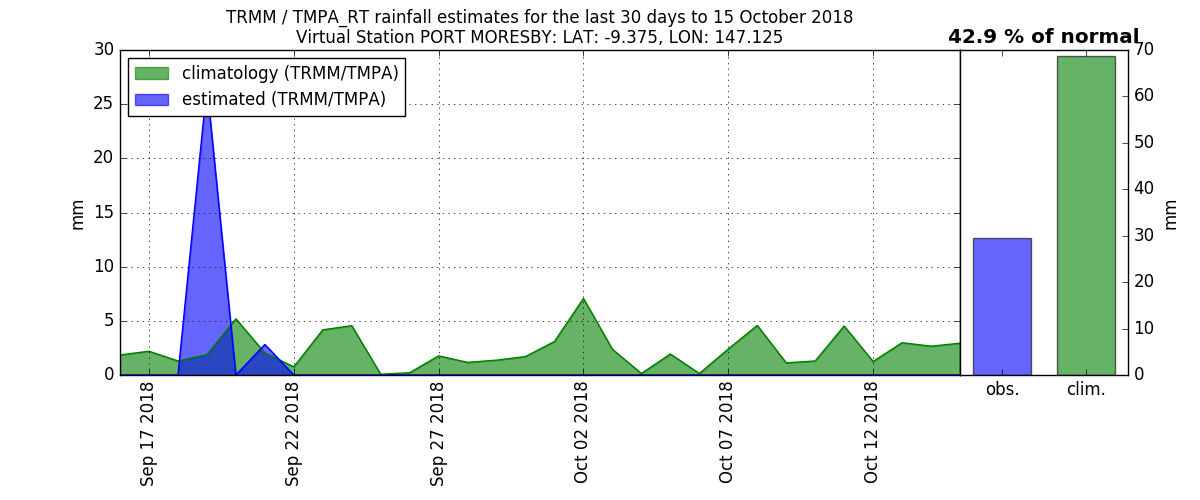 TRMM / TMPA_RT rainfall estimates for the last 30 days to 15 October 2018
Virtual Station PORT MORESBY: LAT: -9.375, LON: 147.125
42.9 % of normal
climatology (TRMM/TMPA)
estimated (TRMM/TMPA)
30
25
20
15
10
5
0
mm
Sep 17 2018
Sep 22 2018
Sep 27 2018
Oct 02 2018
Oct 07 2018
Oct 12 2018
obs.
clim.
70
60
50
40
30
20
10
0
mm